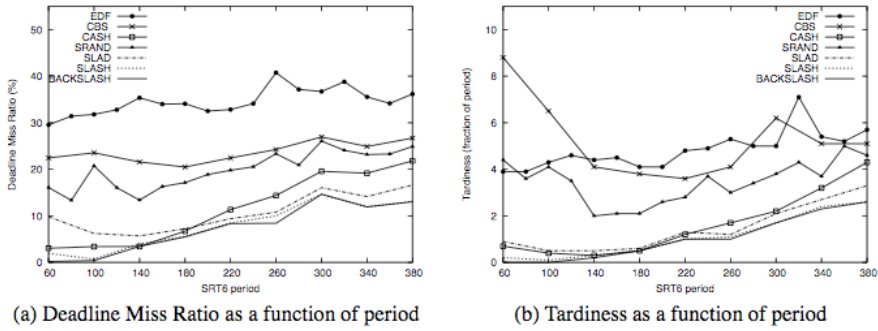 EDF
CBS
CASH
SRAND
SLAD
SLASH
BACKSLASH
50
40
30
20
10
0
Deadline Miss Ratio (%)
60 100 140 180 220 260 300 340 380
SRT6 period
(a) Deadline Miss Ratio as a function of period
EDF
CBS
CASH
SRAND
SLAD
SLASH
BACKSLASH
10
8
6
4
2
0
Tardiness (fraction of period)
60 100 140 180 220 260 300 340 380
SRT6 period
(b) Tardiness as a function of period